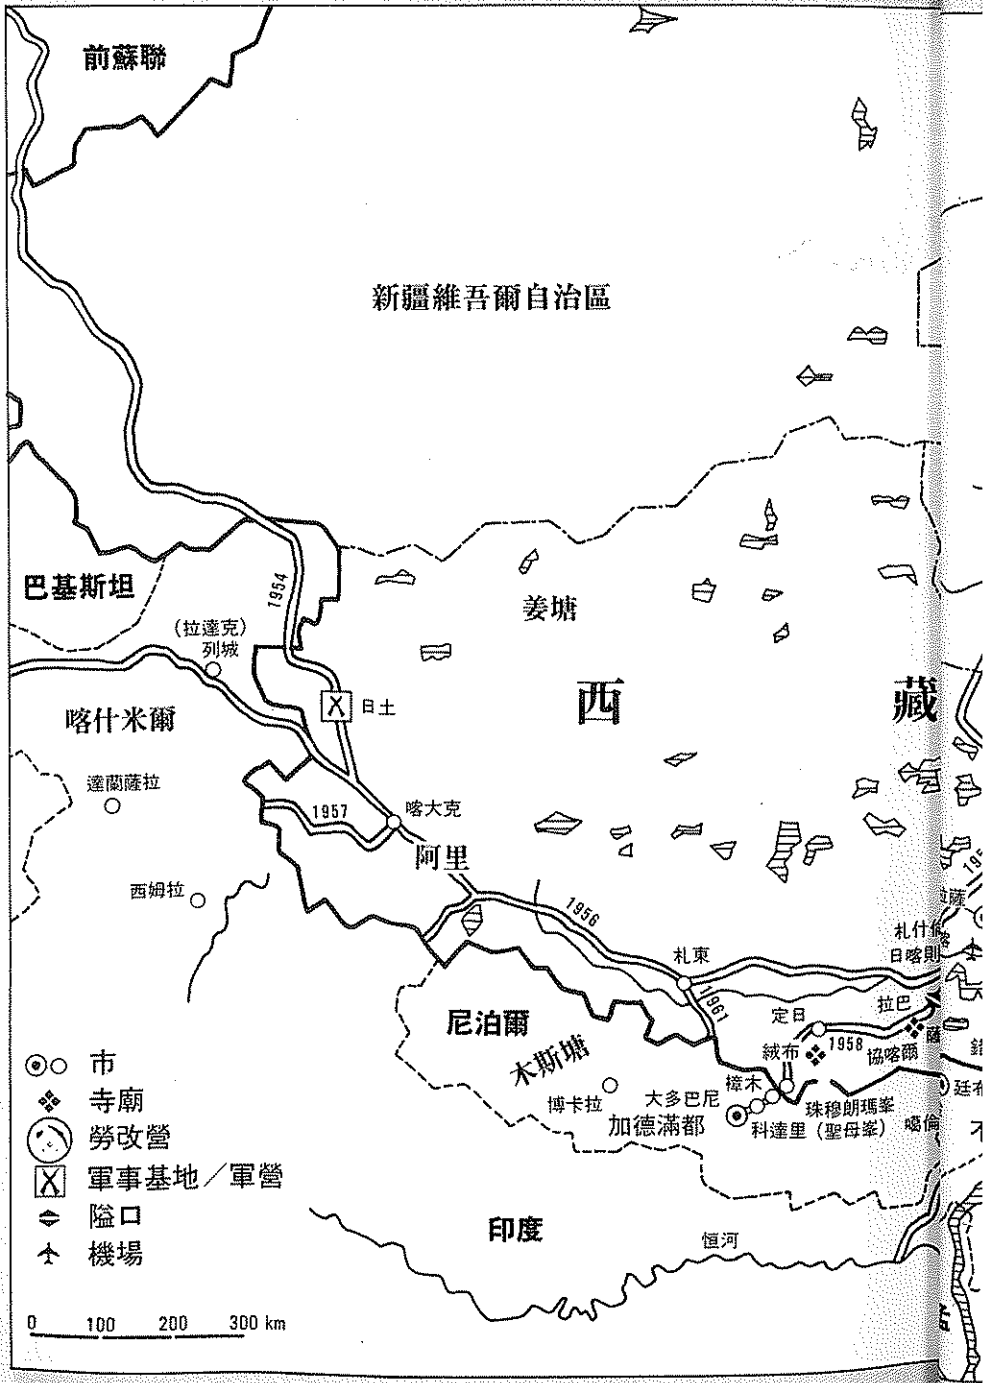 前蘇聯
新疆維吾爾自治區
巴基斯坦
1954
姜塘
(拉達克)
列城
西 藏
日土
喀什米爾
達蘭薩拉
1957
喀大克
阿里
西姆拉
1956
札東
札什倫
日喀則
1961
定日
拉巴
1958
尼泊爾
木斯塘
絨布
協喀爾
薩
樟木
博卡拉
大多巴尼
加德滿都
科達里
珠穆朗瑪峯
(聖母峯)
印度
恒河
市
寺廟
勞改營
軍事基地／軍營
隘口
機場
0 100 200 300 km